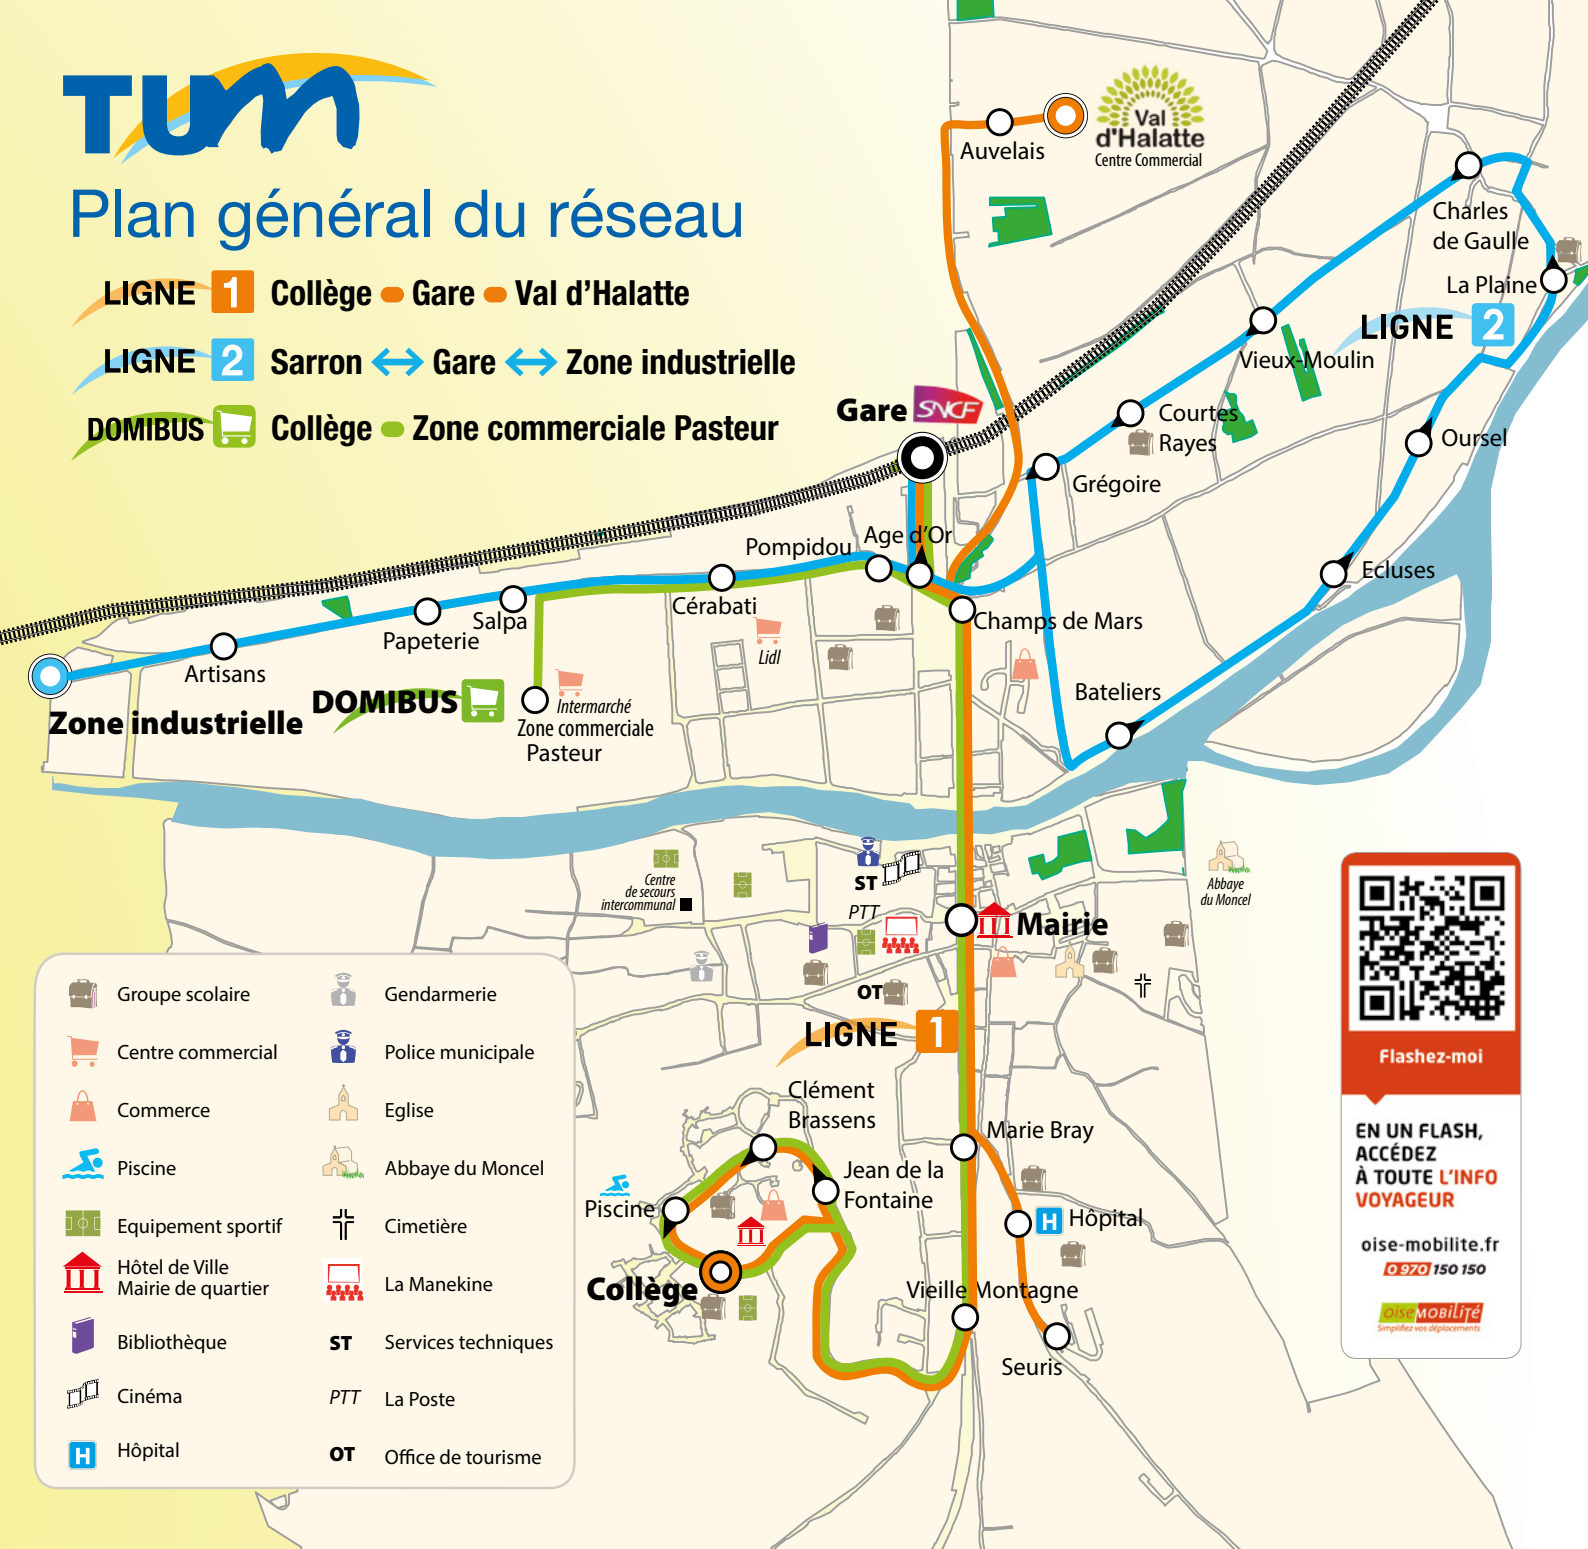 TUM
Plan général du réseau
LIGNE 1 Collège Gare Val d'Halatte
LIGNE 2 Sarron ↔ Gare ↔ Zone industrielle
DOMIBUS Collège Zone commerciale Pasteur
Auvelais
Val
d'Halatte
Centre Commercial
Charles
de Gaulle
La Plaine
LIGNE 2
Vieux-Moulin
Gare SNCF
Courtes
Rayes
Oursel
Grégoire
Age d'Or
Pompidou
Ecluses
Cérabati
Salpa
Papeterie
Champs de Mars
Lidl
Artisans
DOMIBUS
Bateliers
Intermarché
Zone industrielle
Zone commerciale
Pasteur
Centre
de secours
intercommunal
ST
PTT
Abbaye
du Moncel
Mairie
OT
LIGNE 1
Clément
Brassens
Marie Bray
Jean de la
Fontaine
Piscine
H Hôpital
Collège
Vieille Montagne
Seuris
Groupe scolaire
Centre commercial
Commerce
Piscine
Equipement sportif
Hôtel de Ville
Mairie de quartier
Bibliothèque
Cinéma
H Hôpital
Gendarmerie
Police municipale
Eglise
Abbaye du Moncel
Cimetière
La Manekine
ST Services techniques
PTT La Poste
OT Office de tourisme
Flashez-moi
EN UN FLASH,
ACCÉDEZ
À TOUTE L'INFO
VOYAGEUR
oise-mobilite.fr
0 970 150 150
oise MOBILITÉ
Simplifiez vos déplacements